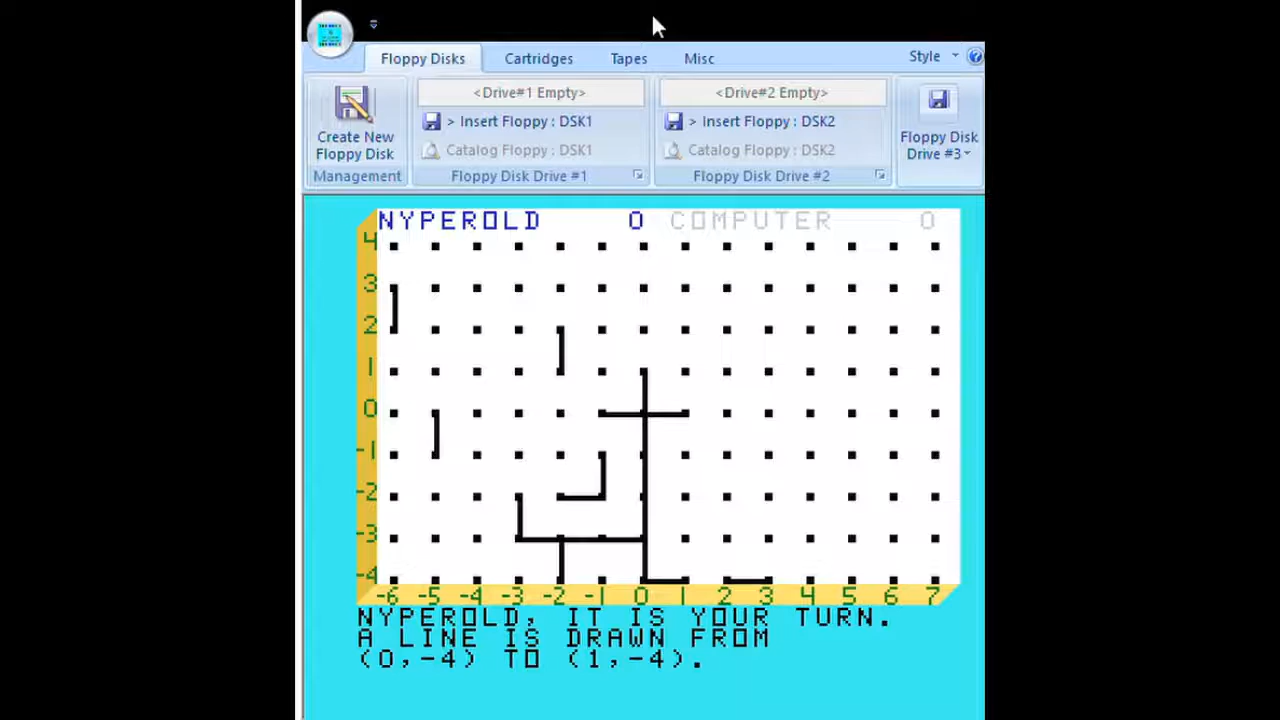 Floppy Disks Cartridges Tapes Misc Style
<Drive#1 Empty> <Drive#2 Empty>
> Insert Floppy : DSK1 > Insert Floppy : DSK2
Create New Floppy Disk
Catalog Floppy : DSK1 Catalog Floppy : DSK2
Floppy Disk Drive #3
Management Floppy Disk Drive #1 Floppy Disk Drive #2
NYPEROLD 0 COMPUTER 0
4
3
2
1
0
-1
-2
-3
-4
-6 -5 -4 -3 -2 -1 0 1 2 3 4 5 6 7
NYPEROLD, IT IS YOUR TURN.
A LINE IS DRAWN FROM
(0,-4) TO (1,-4).